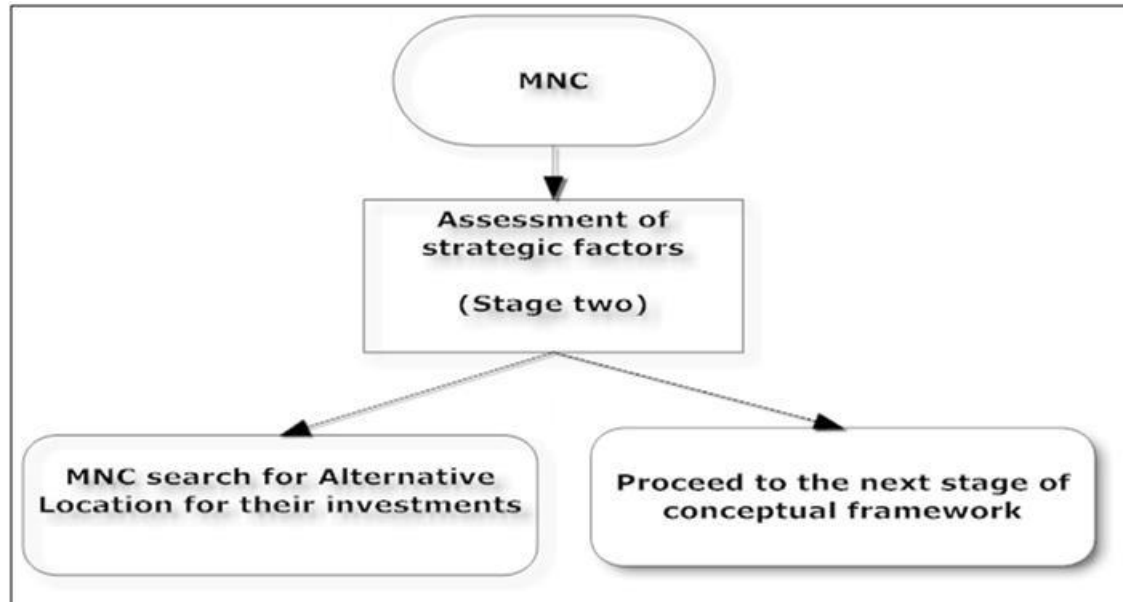 MNC
Assessment of
strategic factors
(Stage two)
MNC search for Alternative
Location for their investments
Proceed to the next stage of
conceptual framework